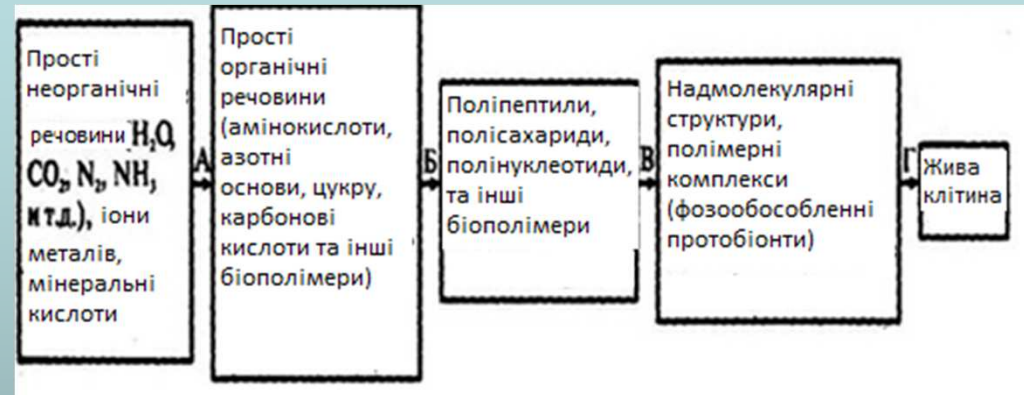 Прості
неорганічні
речовини H₂O,
CO₂, N₂, NH₃
и т.д.), іони
металів,
мінеральні
кислоти
А
Прості
органічні
речовини
(амінокислоти,
азотні
основи, цукру,
карбонові
кислоти та інші
біополімери)
Б
Поліпептили,
полісахариди,
полінуклеотиди,
та інші
біополімери
В
Надмолекулярні
структури,
полімерні
комплекси
(фозообособленні
протобіонти)
Г
Жива
клітина